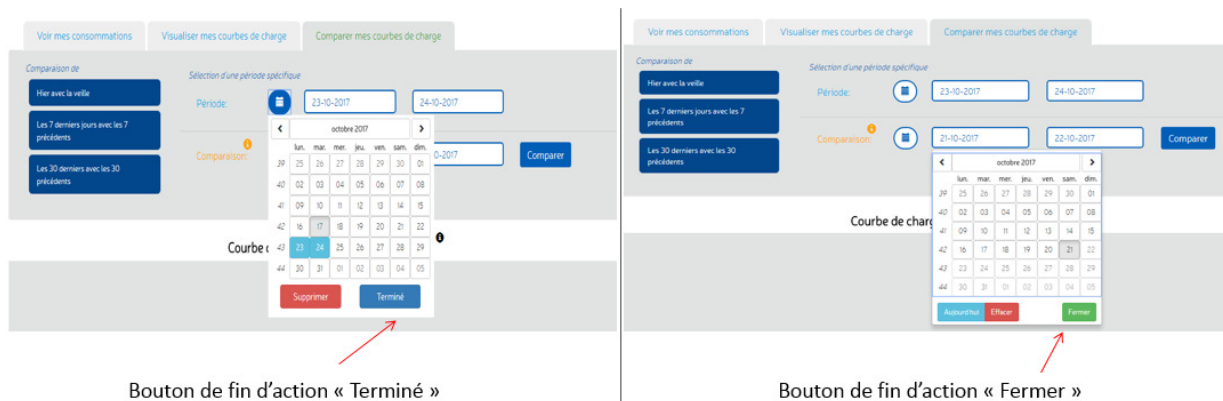 Voir mes consommations Visualiser mes courbes de charge Comparer mes courbes de charge
Comparaison de
Hier avec la veille
Les 7 derniers jours avec les 7
précédents
Les 30 derniers avec les 30
précédents
Sélection d'une période spécifique
Période: 23-10-2017 24-10-2017
octobre 2017
lun. mar. mer. jeu. ven. sam. dim.
39 25 26 27 28 29 30 01
40 02 03 04 05 06 07 08
41 09 10 11 12 13 14 15
42 16 17 18 19 20 21 22
43 23 24 25 26 27 28 29
44 30 31 01 02 03 04 05
Supprimer Terminé
Comparaison: 0-2017 Comparer
Courbe
Bouton de fin d'action « Terminé »
Voir mes consommations Visualiser mes courbes de charge Comparer mes courbes de charge
Comparaison de
Hier avec la veille
Les 7 derniers jours avec les 7
précédents
Les 30 derniers avec les 30
précédents
Sélection d'une période spécifique
Période: 23-10-2017 24-10-2017
Comparaison: 21-10-2017 22-10-2017 Comparer
octobre 2017
lun. mar. mer. jeu. ven. sam. dim.
39 25 26 27 28 29 30 01
40 02 03 04 05 06 07 08
41 09 10 11 12 13 14 15
42 16 17 18 19 20 21 22
43 23 24 25 26 27 28 29
44 30 31 01 02 03 04 05
Aujourd'hui Effacer Fermer
Courbe de charg
Bouton de fin d'action « Fermer »